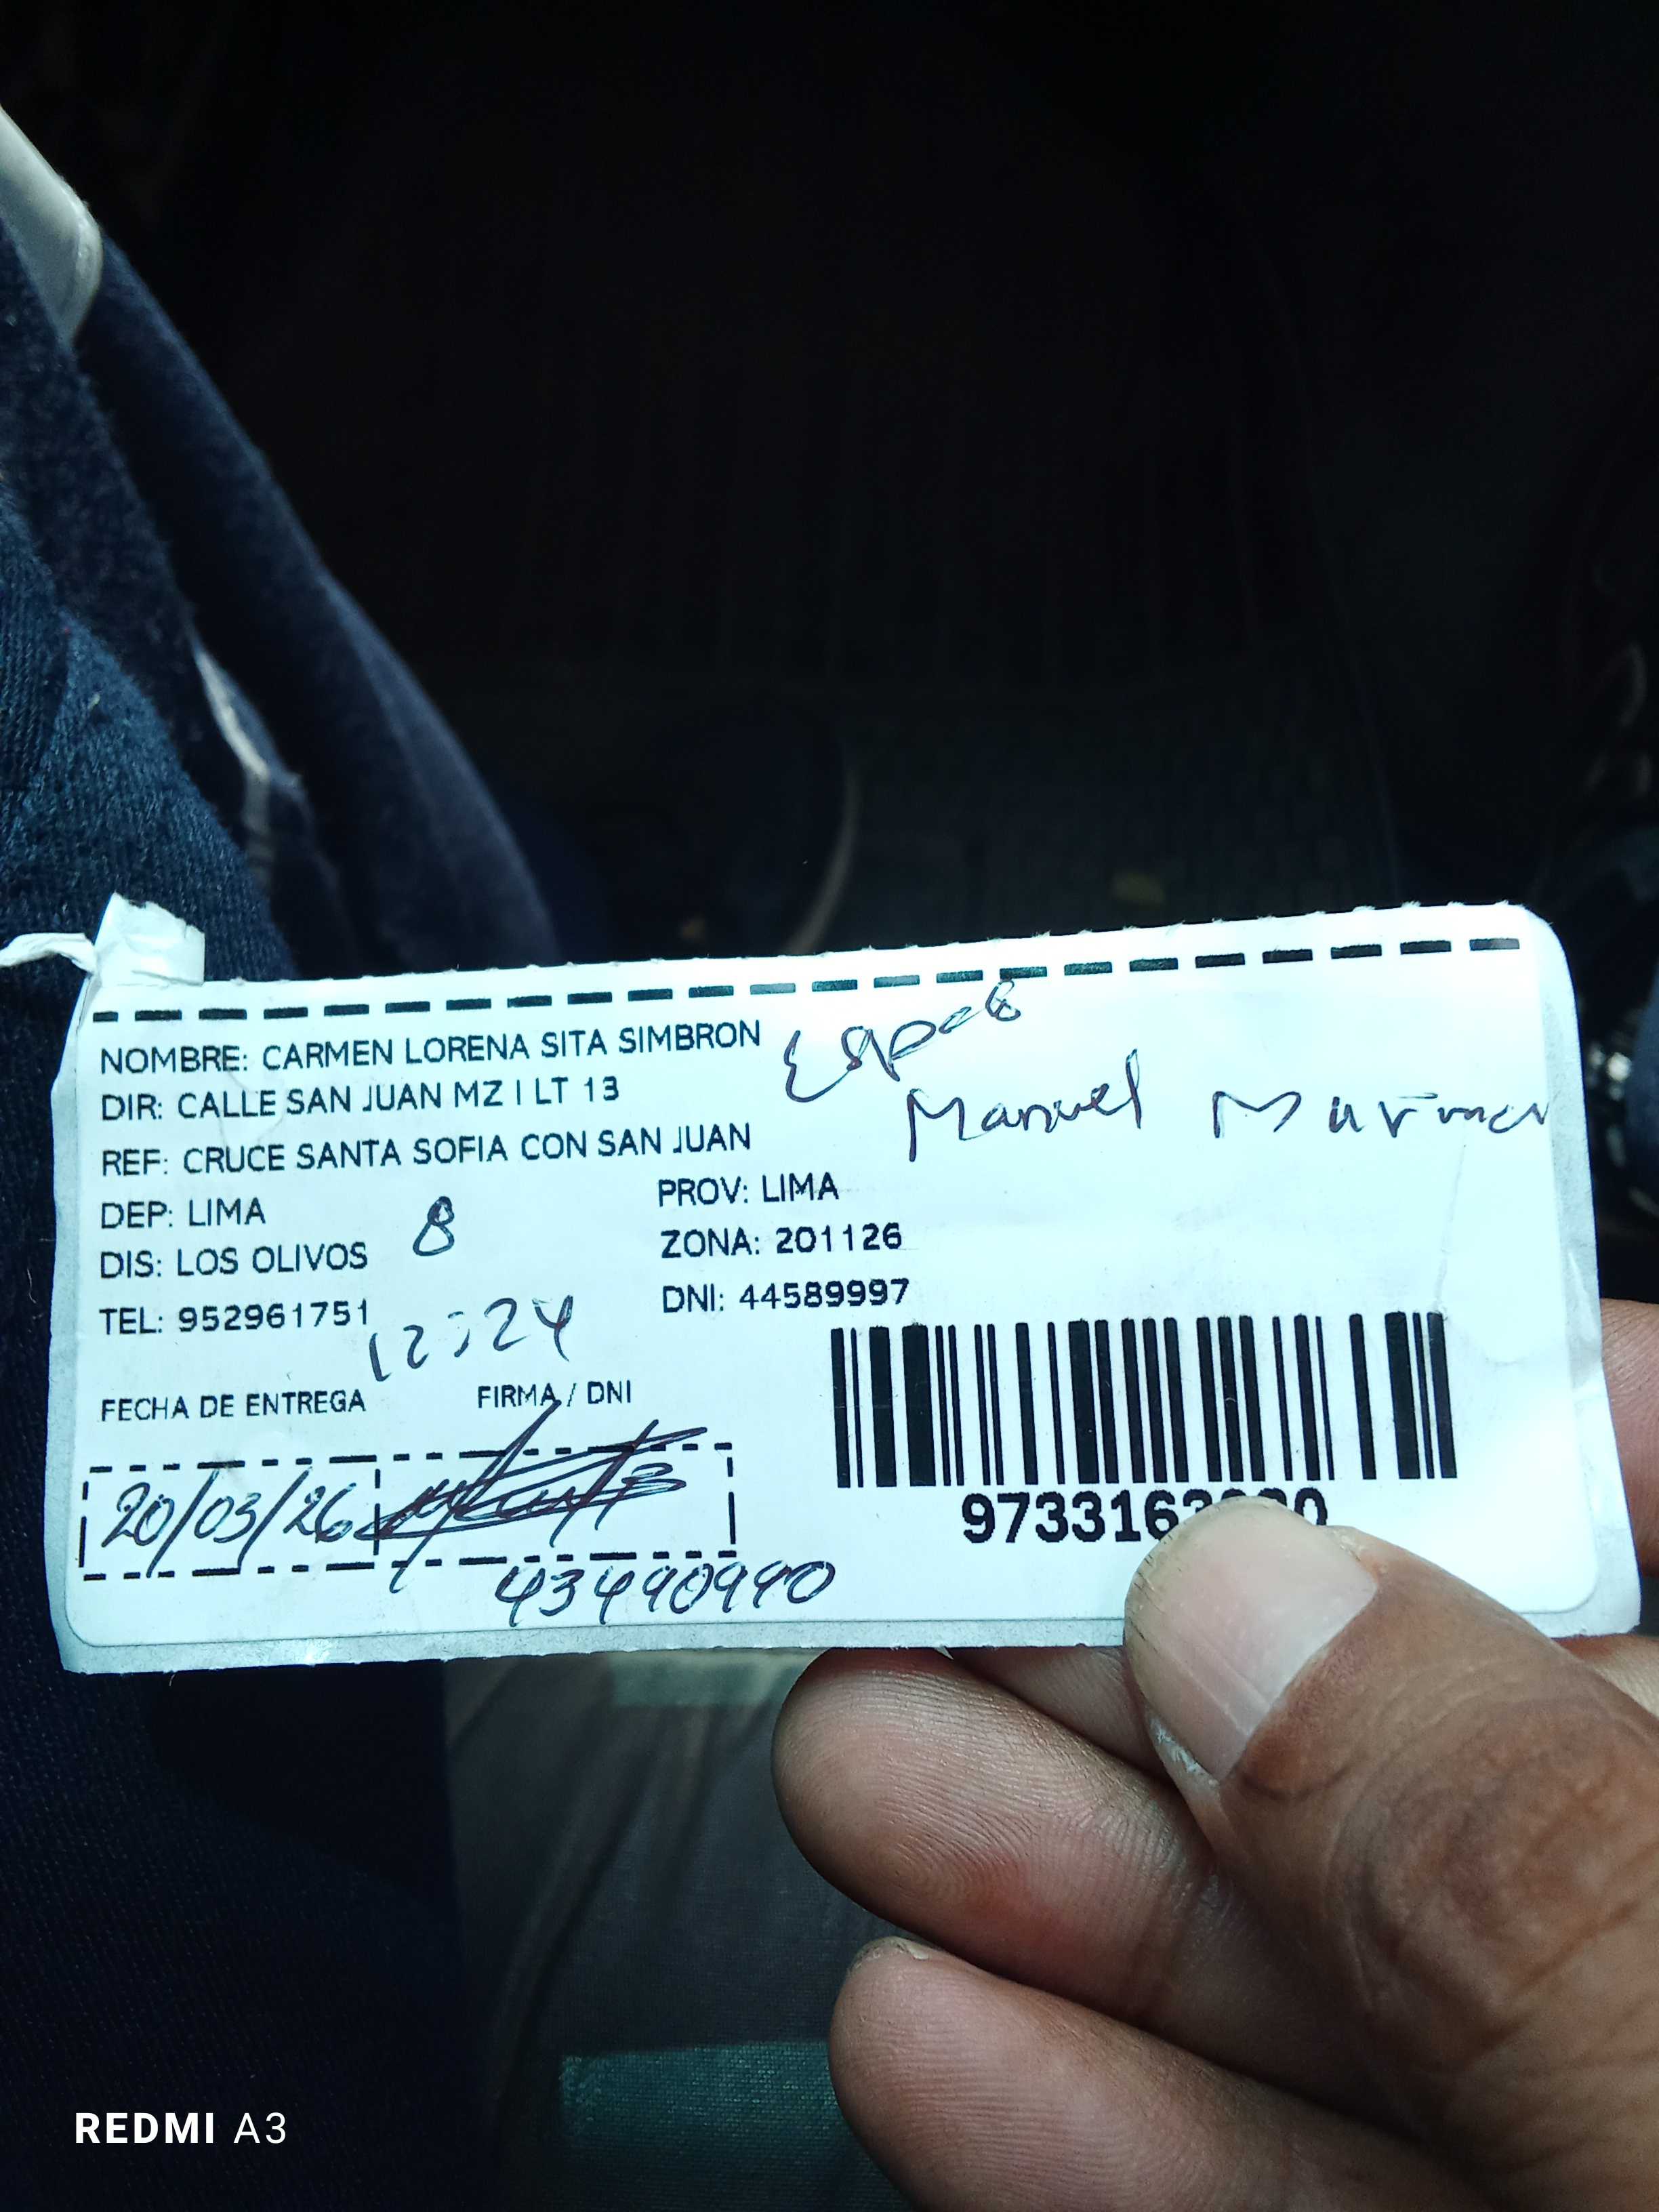 NOMBRE: CARMEN LORENA SITA SIMBRON
DIR: CALLE SAN JUAN MZ I LT 13
Manuel
REF: CRUCE SANTA SOFIA CON SAN JUAN
DEP: LIMA
PROV: LIMA
8
DIS: LOS OLIVOS
ZONA: 201126
TEL: 952961751
DNI: 44589997
12:24
FECHA DE ENTREGA
FIRMA / DNI
20/03/26
REDMI A3